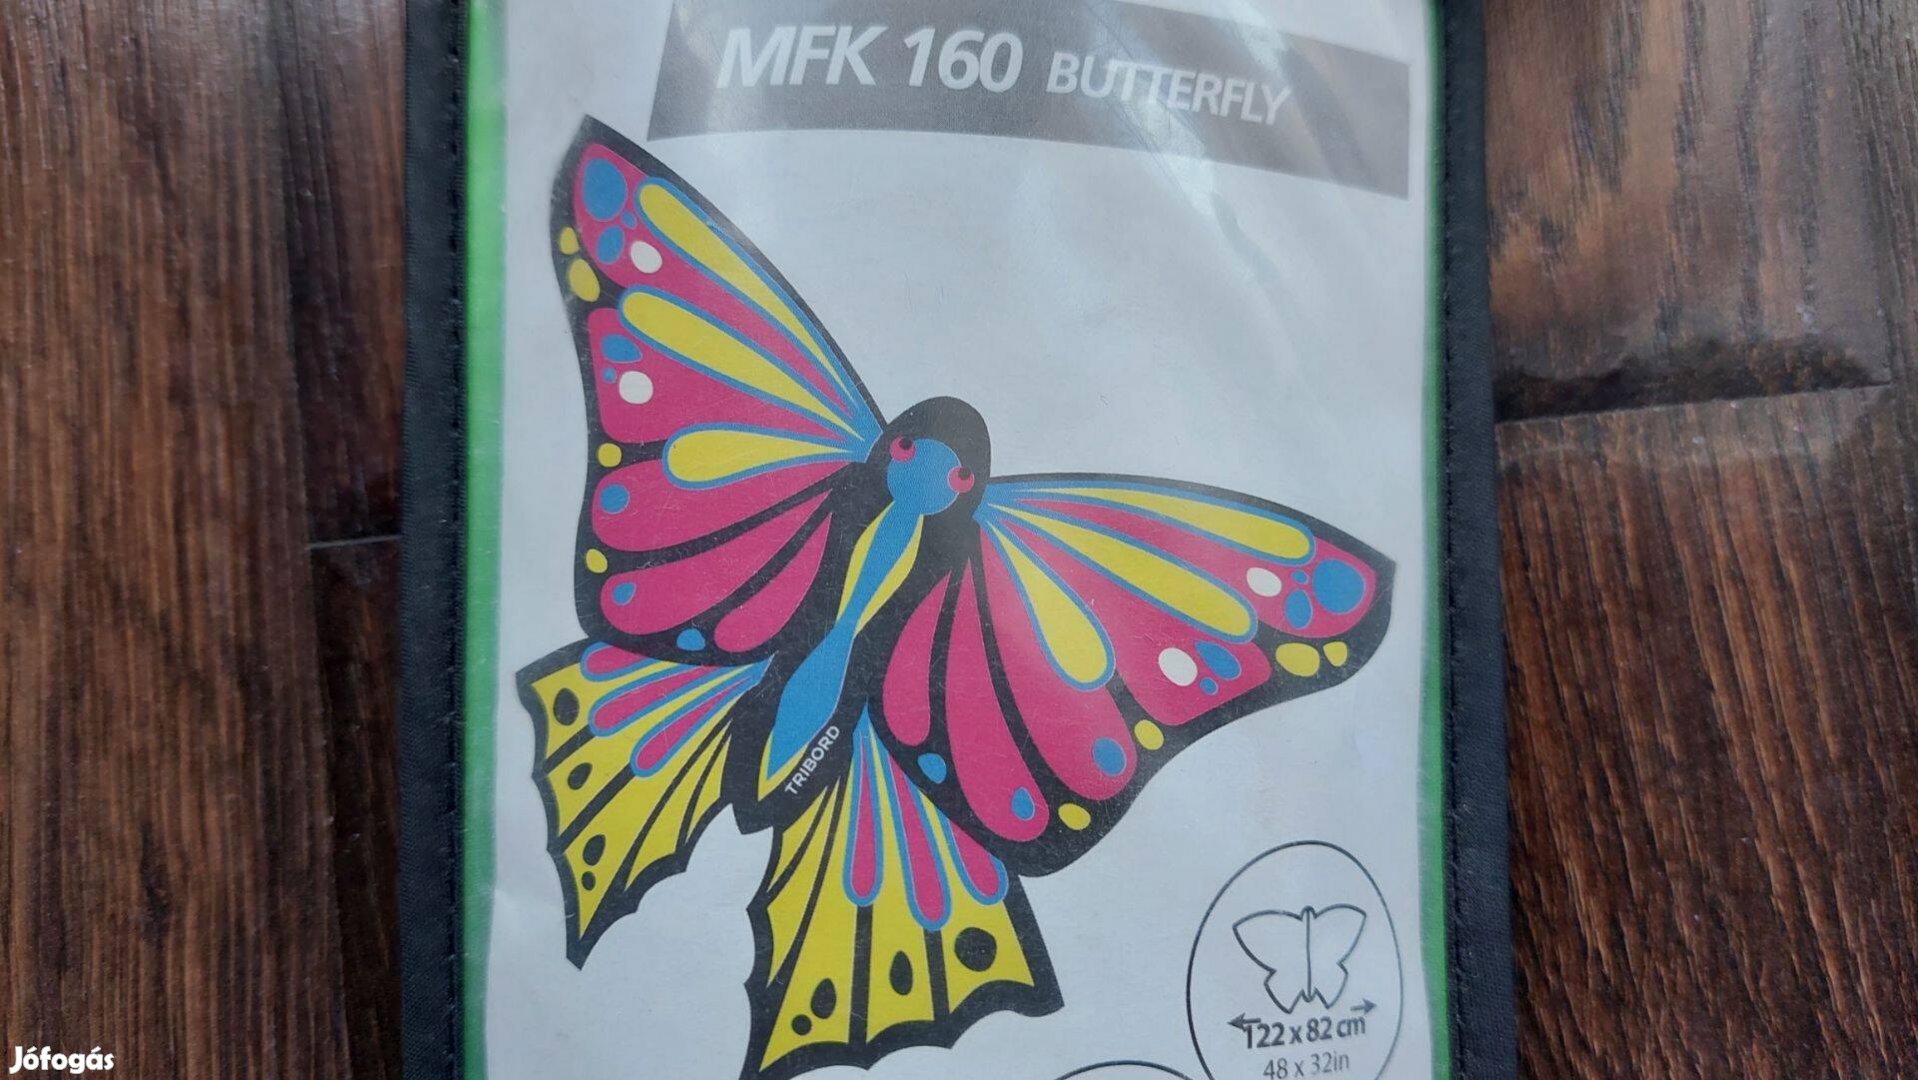 MFK 160 BUTTERFLY
TRIBORD
122 x 82 cm
48 x 32in
Jófogás